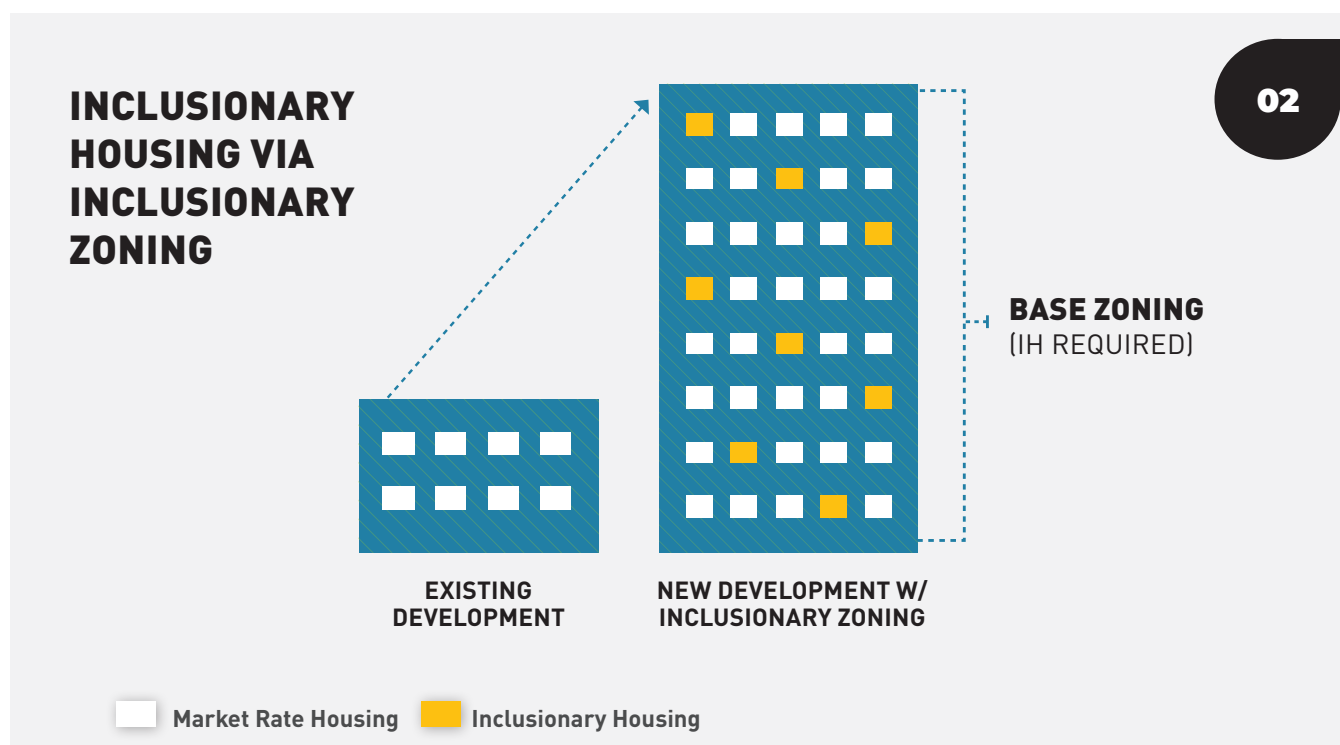 INCLUSIONARY
HOUSING VIA
INCLUSIONARY
ZONING
02
BASE ZONING
(IH REQUIRED)
EXISTING
DEVELOPMENT
NEW DEVELOPMENT W/
INCLUSIONARY ZONING
Market Rate Housing
Inclusionary Housing